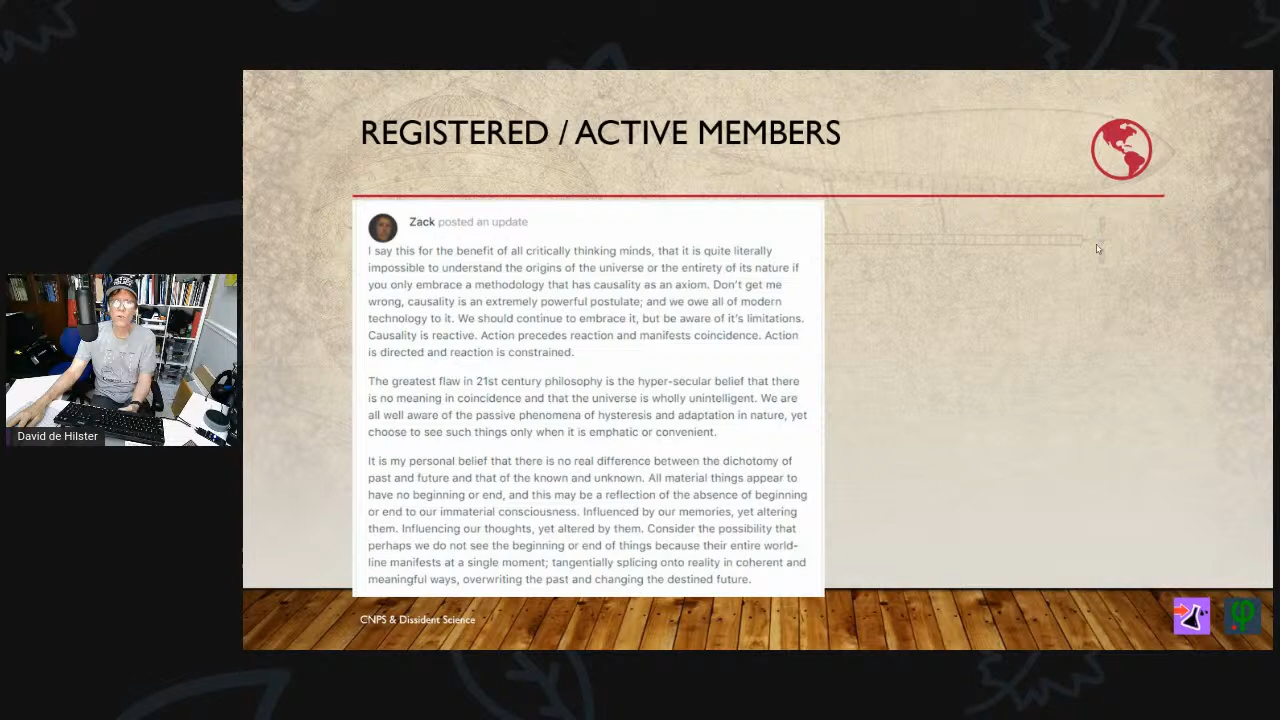 REGISTERED / ACTIVE MEMBERS
Zack posted an update
I say this for the benefit of all critically thinking minds, that it is quite literally
impossible to understand the origins of the universe or the entirety of its nature if
you only embrace a methodology that has causality as an axiom. Don't get me
wrong, causality is an extremely powerful postulate; and we owe all of modern
technology to it. We should continue to embrace it, but be aware of it's limitations.
Causality is reactive. Action precedes reaction and manifests coincidence. Action
is directed and reaction is constrained.
The greatest flaw in 21st century philosophy is the hyper-secular belief that there
is no meaning in coincidence and that the universe is wholly unintelligent. We are
all well aware of the passive phenomena of hysteresis and adaptation in nature, yet
choose to see such things only when it is emphatic or convenient.
It is my personal belief that there is no real difference between the dichotomy of
past and future and that of the known and unknown. All material things appear to
have no beginning or end, and this may be a reflection of the absence of beginning
or end to our immaterial consciousness. Influenced by our memories, yet altering
them. Influencing our thoughts, yet altered by them. Consider the possibility that
perhaps we do not see the beginning or end of things because their entire world-
line manifests at a single moment; tangentially splicing onto reality in coherent and
meaningful ways, overwriting the past and changing the destined future.
David de Hilster
CNPS & Dissident Science